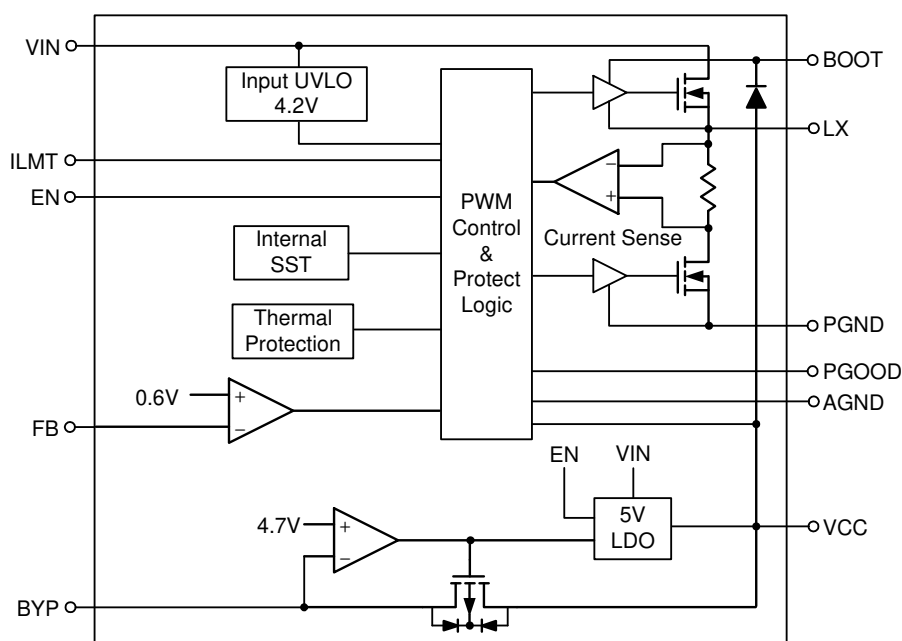 VIN
BOOT
Input UVLO
4.2V
LX
ILMT
EN
PWM
Control
&
Protect
Logic
−
+
Current Sense
Internal
SST
Thermal
Protection
PGND
PGOOD
AGND
0.6V
+
−
FB
EN
VIN
5V
LDO
VCC
4.7V
+
−
BYP